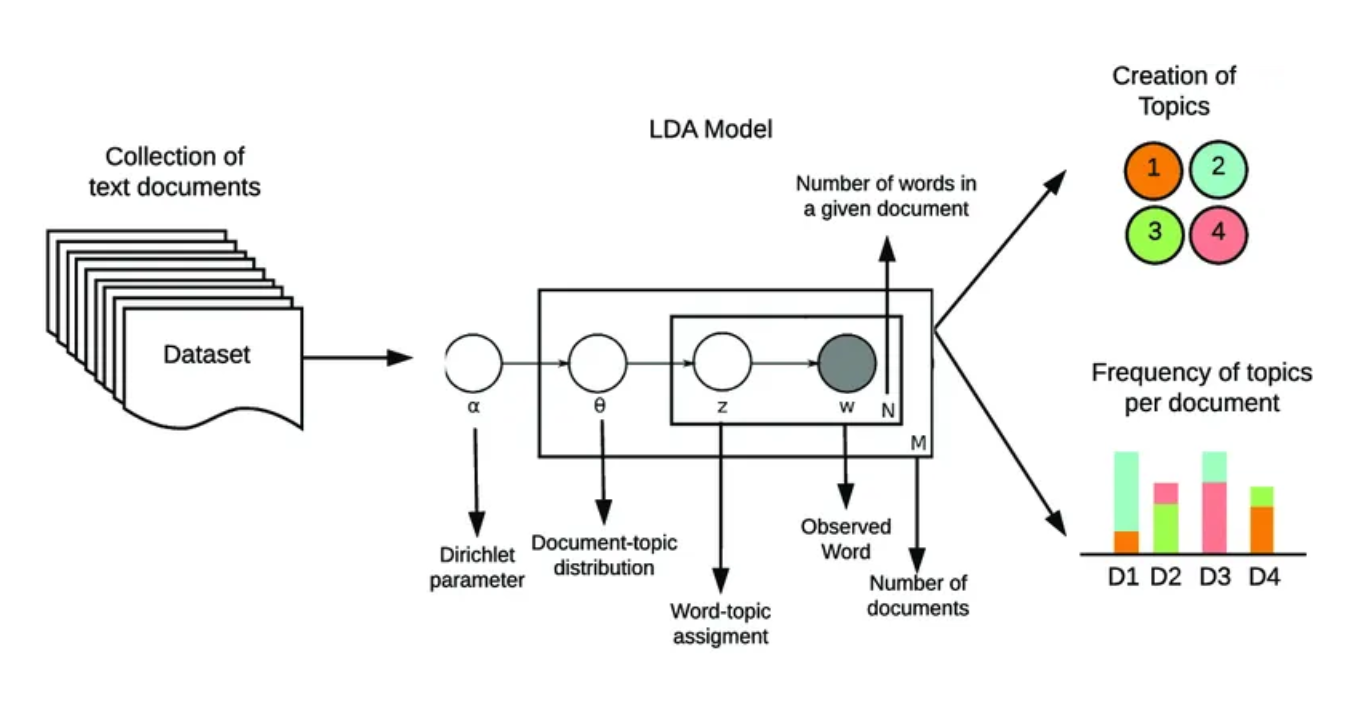 Collection of
text documents
Dataset
LDA Model
Number of words in
a given document
α
θ
z
w
N
M
Dirichlet
parameter
Document-topic
distribution
Word-topic
assigment
Observed
Word
Number of
documents
Creation of
Topics
1
2
3
4
Frequency of topics
per document
D1 D2 D3 D4